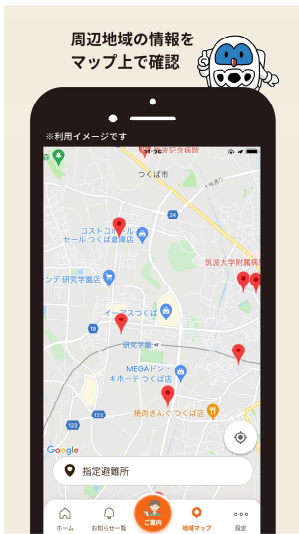 周辺地域の情報を
マップ上で確認
※利用イメージです
つくば市
24
コストコホール
セール つくば倉庫店
筑波大学附属病
ンデ 研究学園店
イーアスつくば
19
研究学園
MEGAドン・
キホーテ つくば店
焼肉きんぐ つくば店
123
123
Google
指定避難所
ホーム
お知らせ一覧
ご案内
地域マップ
設定